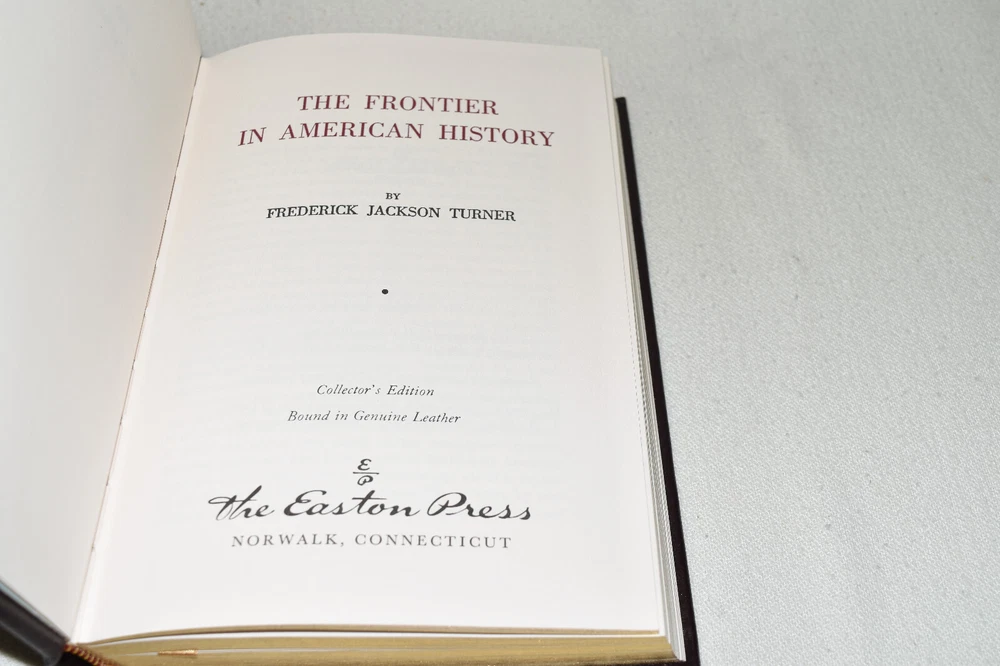 THE FRONTIER
IN AMERICAN HISTORY
BY
FREDERICK JACKSON TURNER
Collector's Edition
Bound in Genuine Leather
E
P
The Easton Press
NORWALK, CONNECTICUT